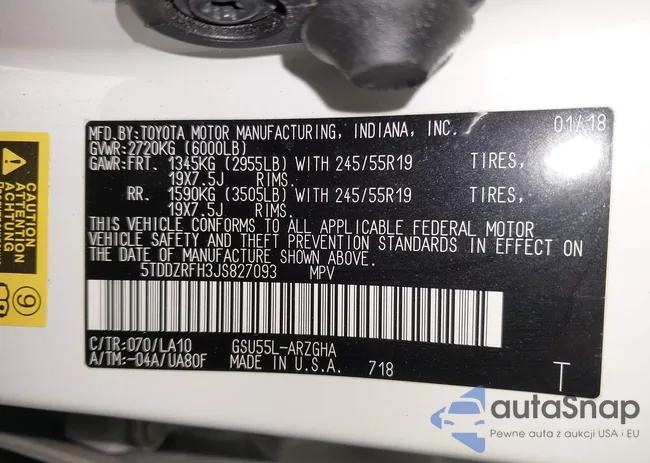 MFD.BY:TOYOTA MOTOR MANUFACTURING, INDIANA, INC. 01/18
GVWR:2720KG (6000LB)
GAWR:FRT. 1345KG (2955LB) WITH 245/55R19 TIRES,
19X7.5J RIMS.
RR. 1590KG (3505LB) WITH 245/55R19 TIRES,
19X7.5J RIMS.
THIS VEHICLE CONFORMS TO ALL APPLICABLE FEDERAL MOTOR
VEHICLE SAFETY AND THEFT PREVENTION STANDARDS IN EFFECT ON
THE DATE OF MANUFACTURE SHOWN ABOVE.
5TDDZRFH3JS827093 MPV
C/TR:070/LA10 GSU55L-ARZGHA
A/TM:-04A/UA80F MADE IN U.S.A. 718 T
CAUTION
ATTENTION
ACHTUNG
9
autaSnap
Pewne auta z aukcji USA i EU